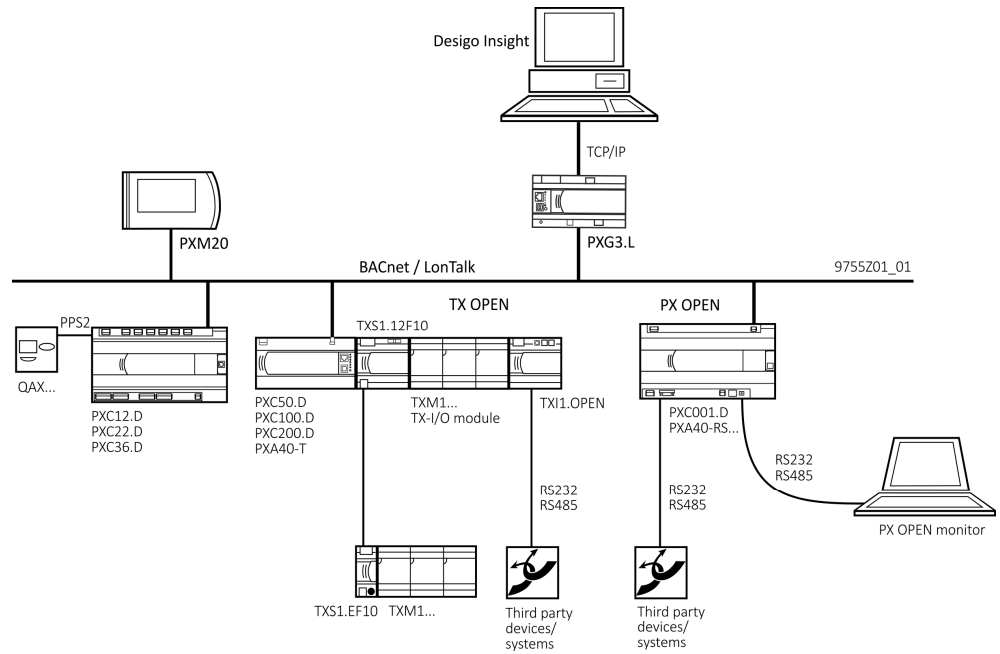 Desigo Insight
TCP/IP
PXG3.L
PXM20
BACnet / LonTalk
9755Z01_01
TX OPEN
PX OPEN
PPS2
TXS1.12F10
QAX...
PXC12.D
PXC22.D
PXC36.D
PXC50.D
PXC100.D
PXC200.D
PXA40-T
TXM1...
TX-I/O module
TXI1.OPEN
PXC001.D
PXA40-RS...
RS232
RS485
RS232
RS485
RS232
RS485
PX OPEN monitor
TXS1.EF10
TXM1...
Third party
devices/
systems
Third party
devices/
systems